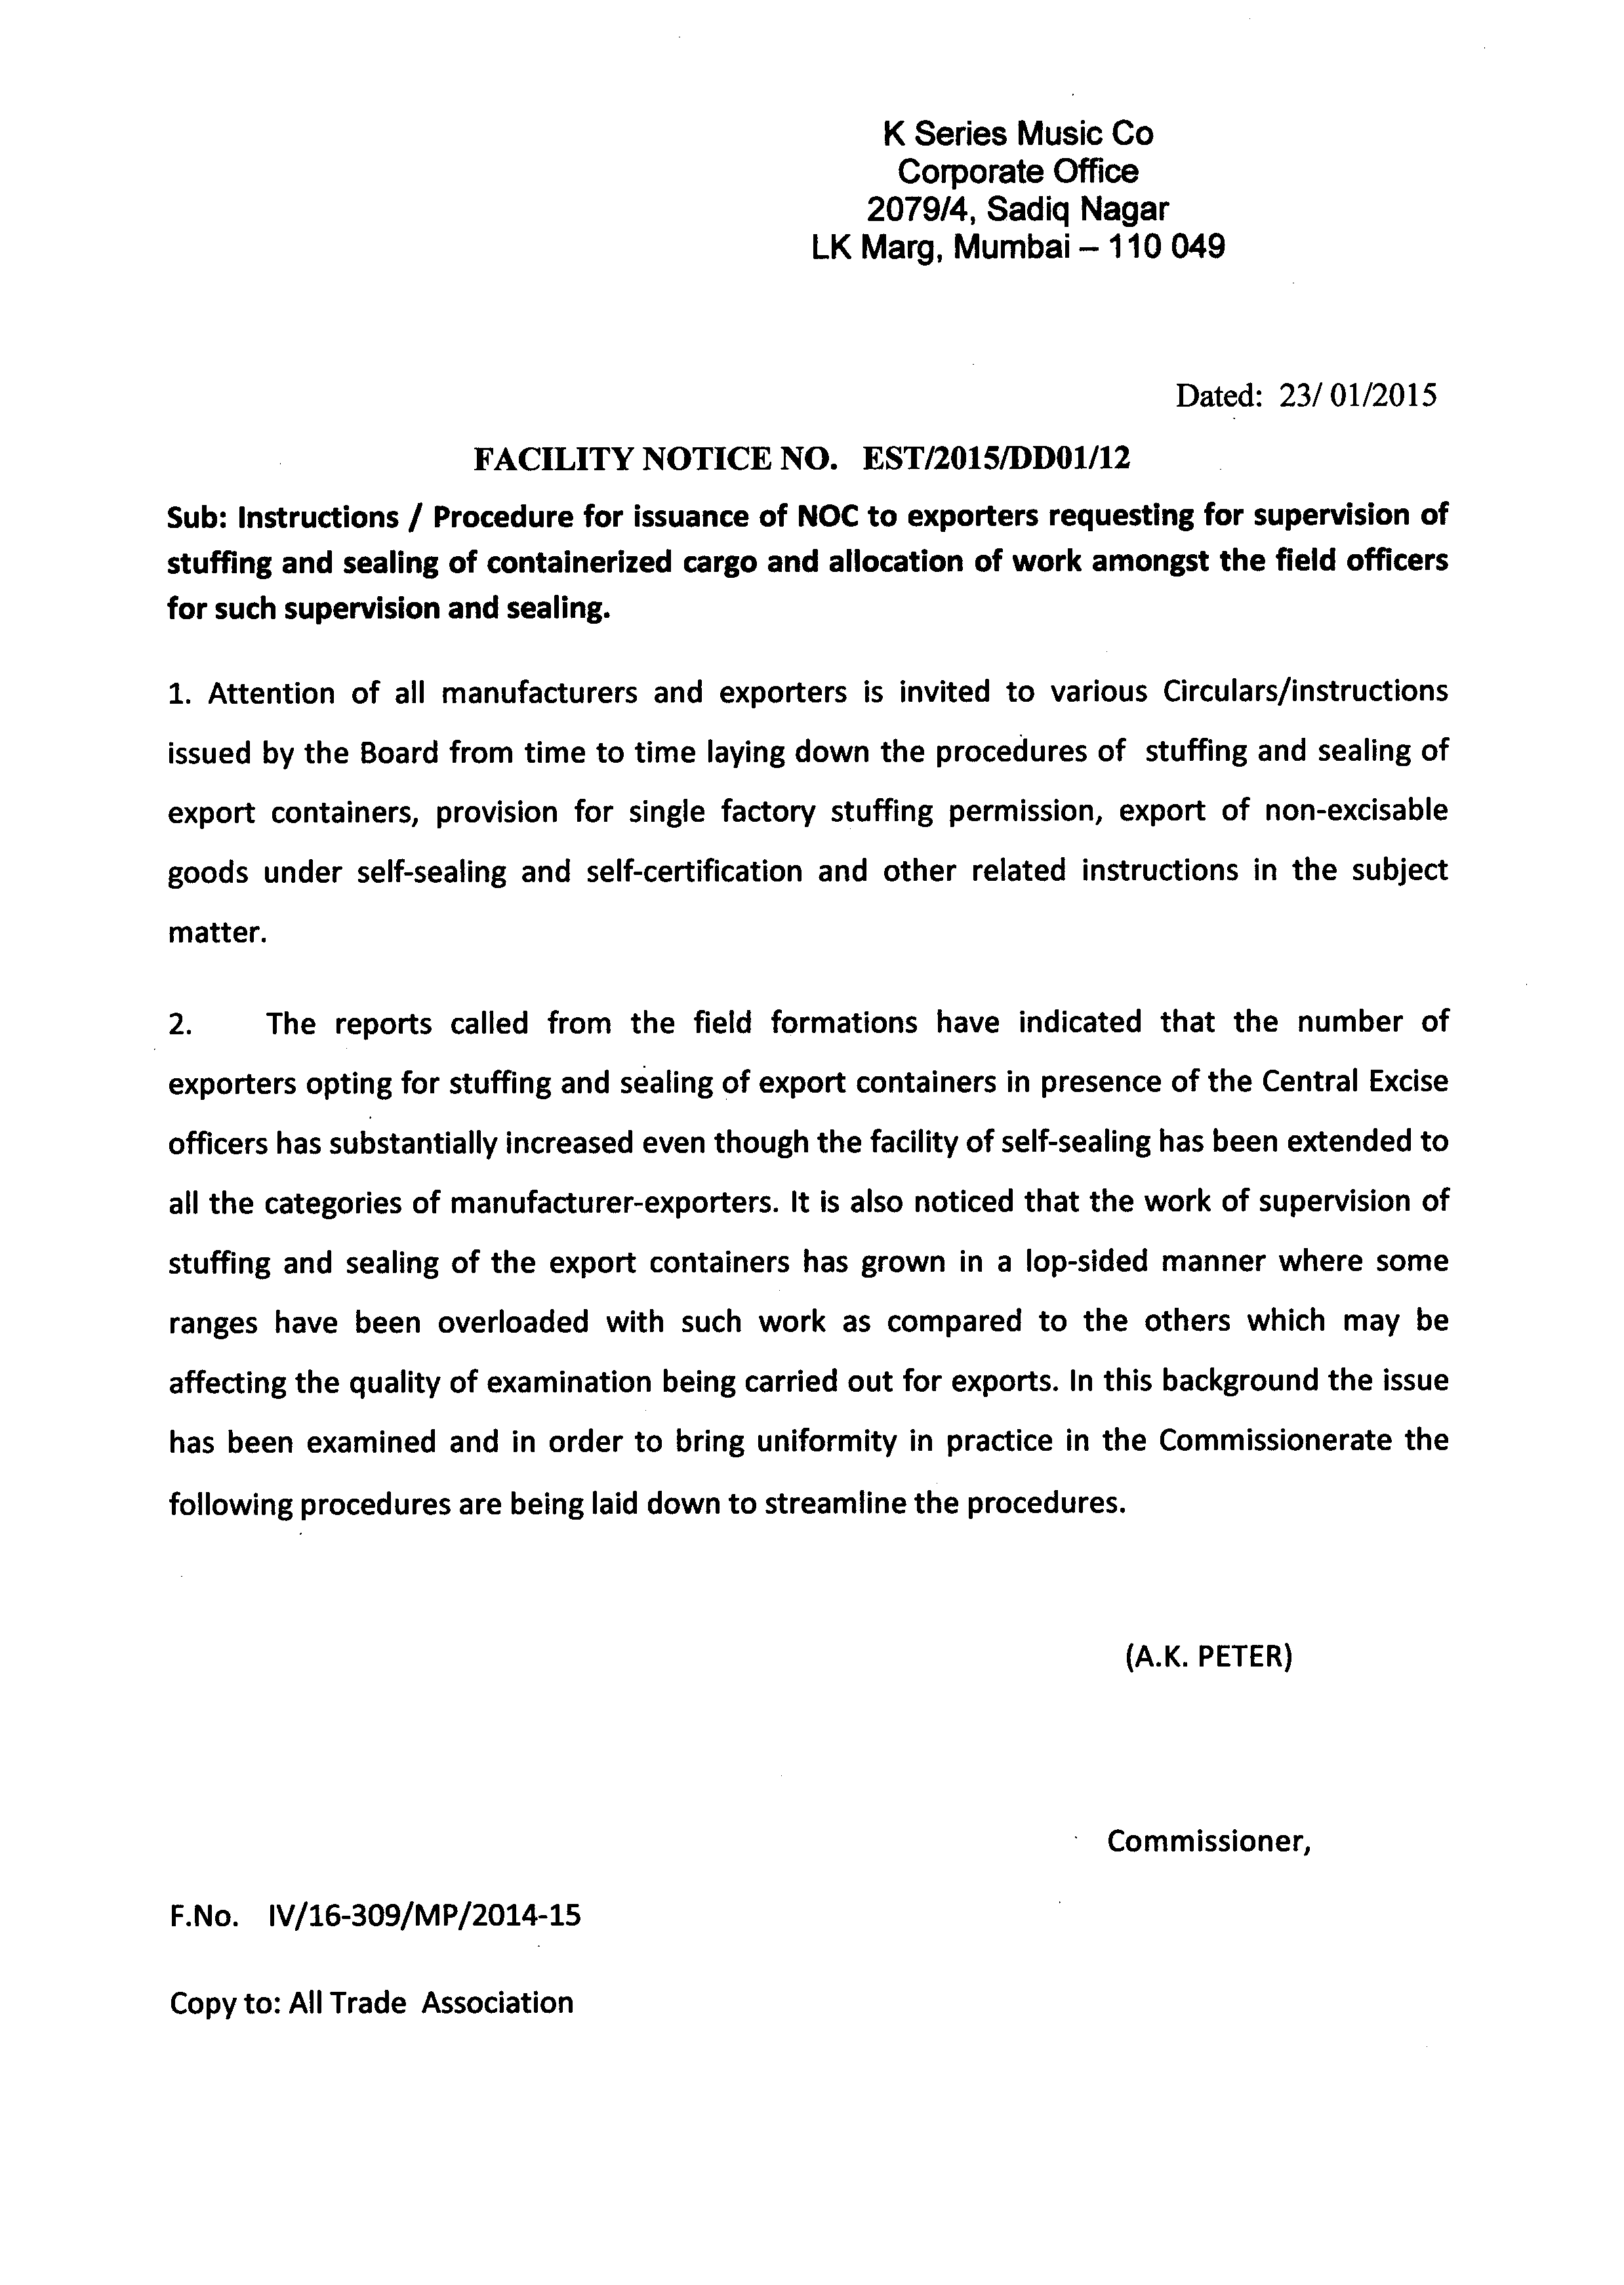 K Series Music Co
Corporate Office
2079/4, Sadiq Nagar
LK Marg, Mumbai – 110 049
Dated: 23/ 01/2015
FACILITY NOTICE NO. EST/2015/DD01/12
Sub: Instructions / Procedure for issuance of NOC to exporters requesting for supervision of
stuffing and sealing of containerized cargo and allocation of work amongst the field officers
for such supervision and sealing.
1. Attention of all manufacturers and exporters is invited to various Circulars/instructions
issued by the Board from time to time laying down the procedures of stuffing and sealing of
export containers, provision for single factory stuffing permission, export of non-excisable
goods under self-sealing and self-certification and other related instructions in the subject
matter.
2. The reports called from the field formations have indicated that the number of
exporters opting for stuffing and sealing of export containers in presence of the Central Excise
officers has substantially increased even though the facility of self-sealing has been extended to
all the categories of manufacturer-exporters. It is also noticed that the work of supervision of
stuffing and sealing of the export containers has grown in a lop-sided manner where some
ranges have been overloaded with such work as compared to the others which may be
affecting the quality of examination being carried out for exports. In this background the issue
has been examined and in order to bring uniformity in practice in the Commissionerate the
following procedures are being laid down to streamline the procedures.
(A.K. PETER)
Commissioner,
F.No. IV/16-309/MP/2014-15
Copy to: All Trade Association